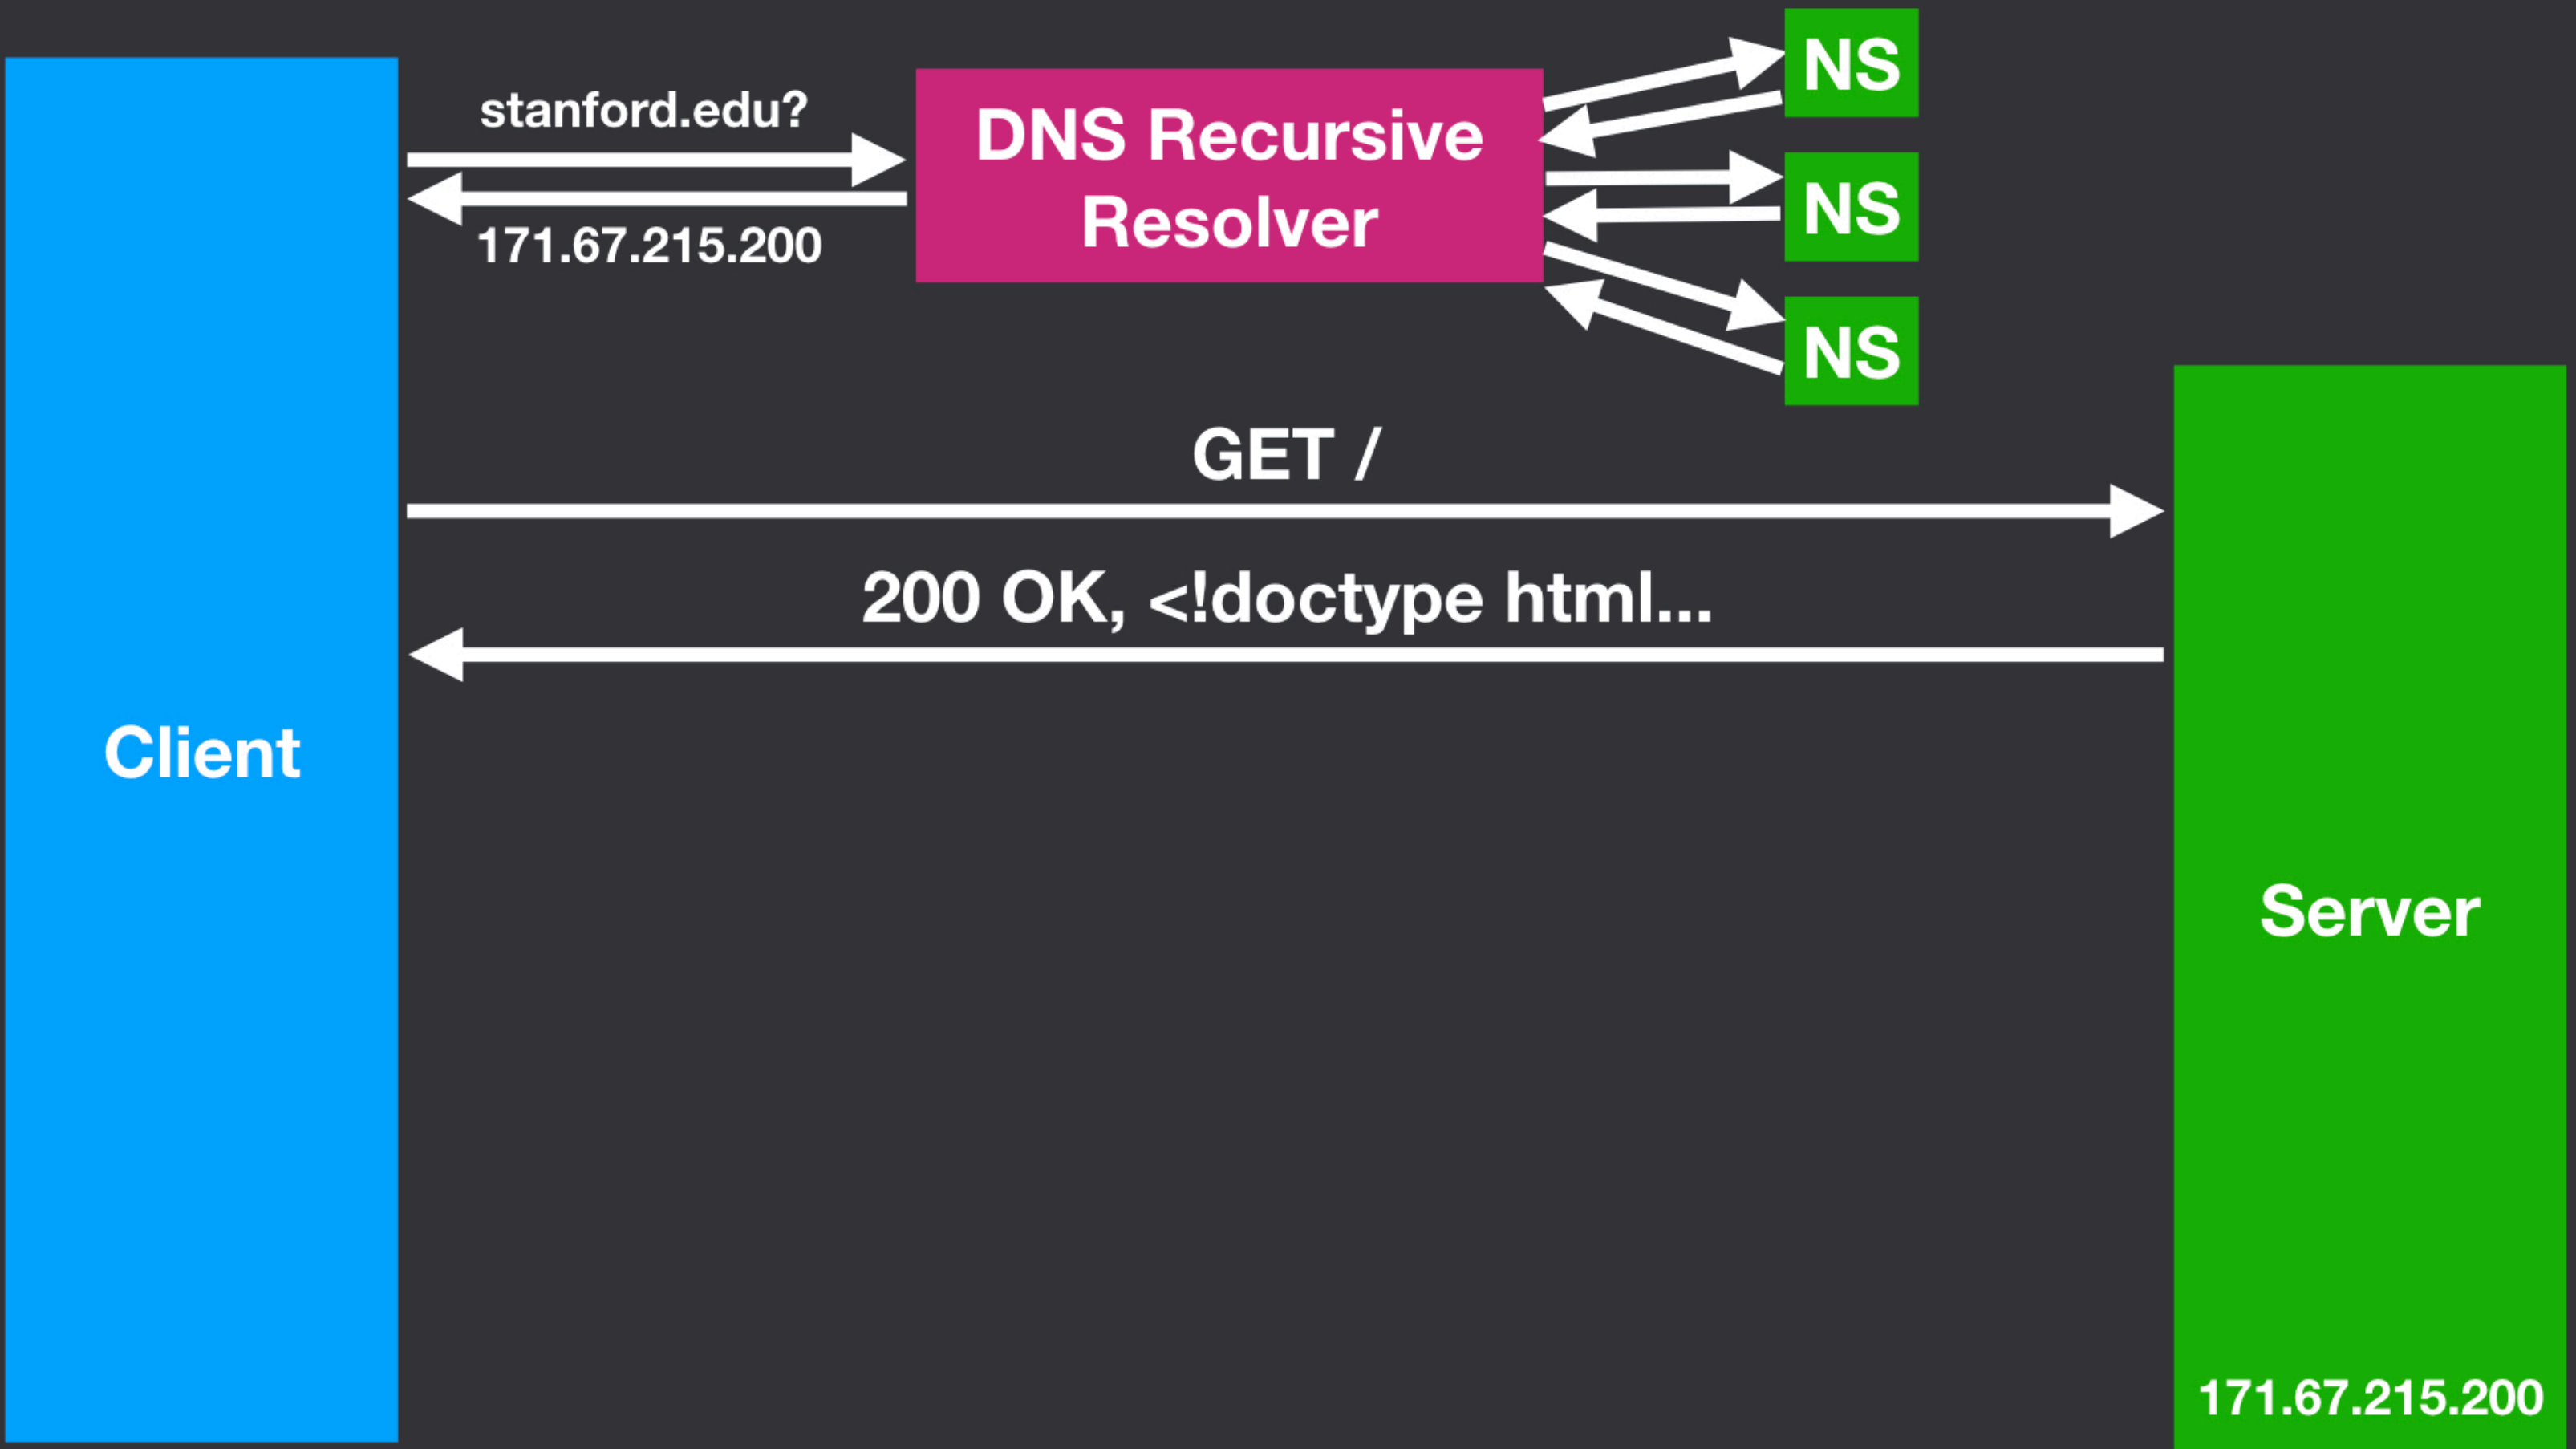 stanford.edu?
171.67.215.200
DNS Recursive
Resolver
NS
NS
NS
GET /
200 OK, <!doctype html...
Client
Server
171.67.215.200